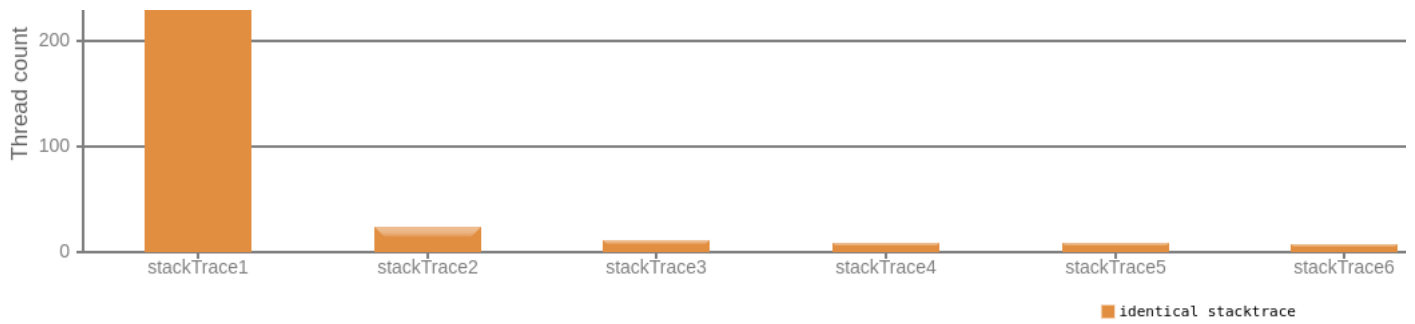 Thread count
200
100
0
stackTrace1 stackTrace2 stackTrace3 stackTrace4 stackTrace5 stackTrace6
identical stacktrace